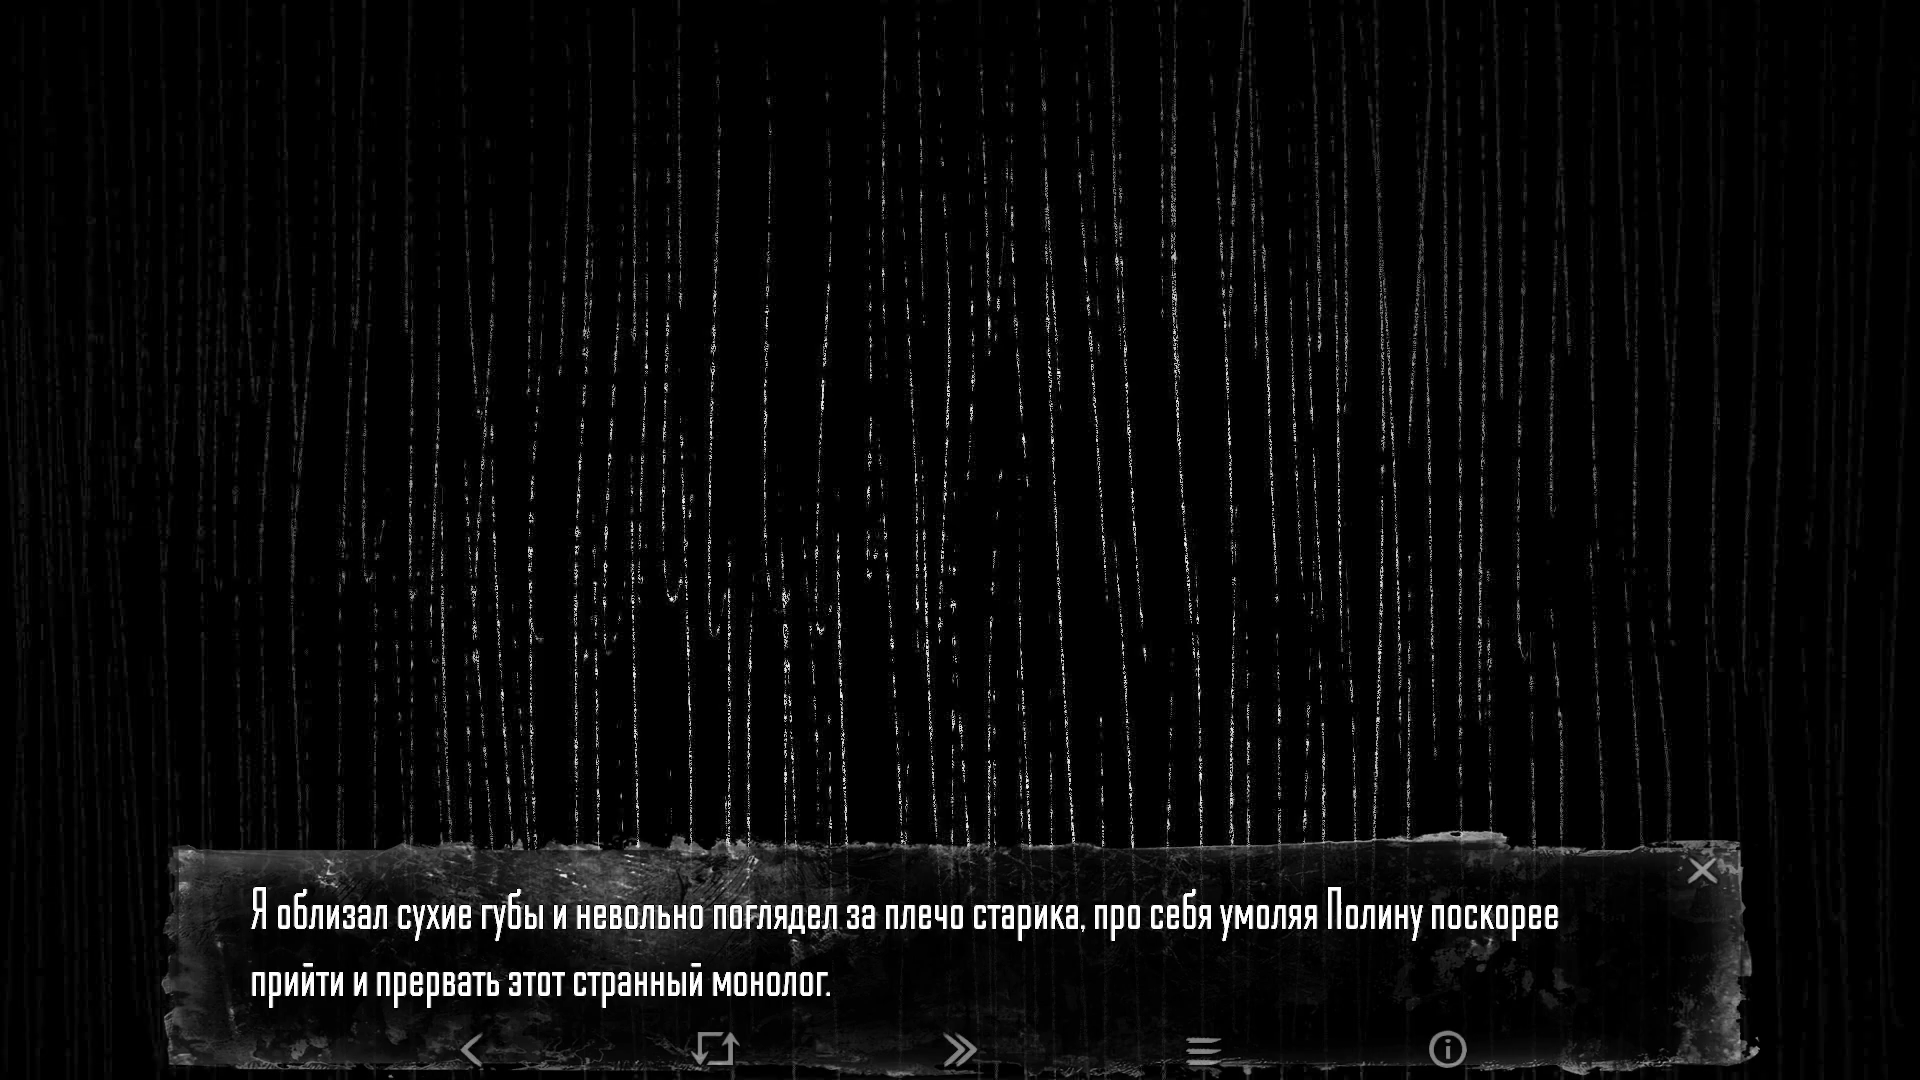 Я облизал сухие губы и невольно поглядел за плечо старика, про себя умоляя Полину поскорее
прийти и прервать этот странный монолог.